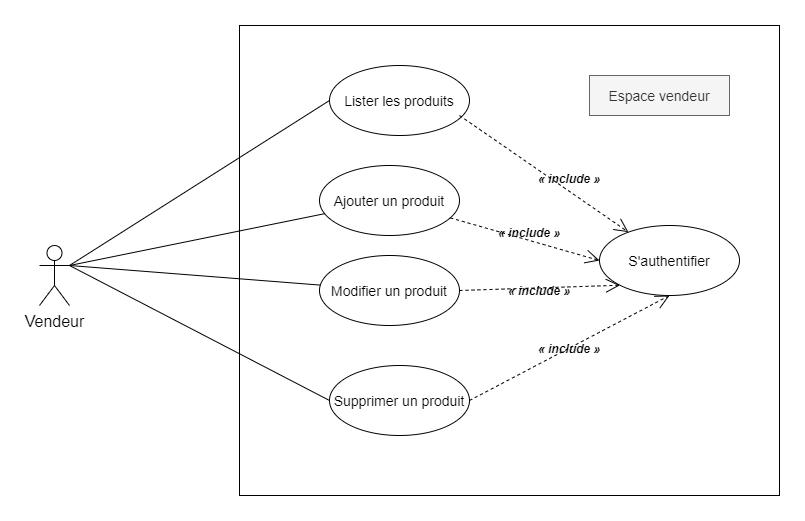 Lister les produits
Espace vendeur
« include »
Ajouter un produit
« include »
S'authentifier
Modifier un produit
« include »
Vendeur
« include »
Supprimer un produit